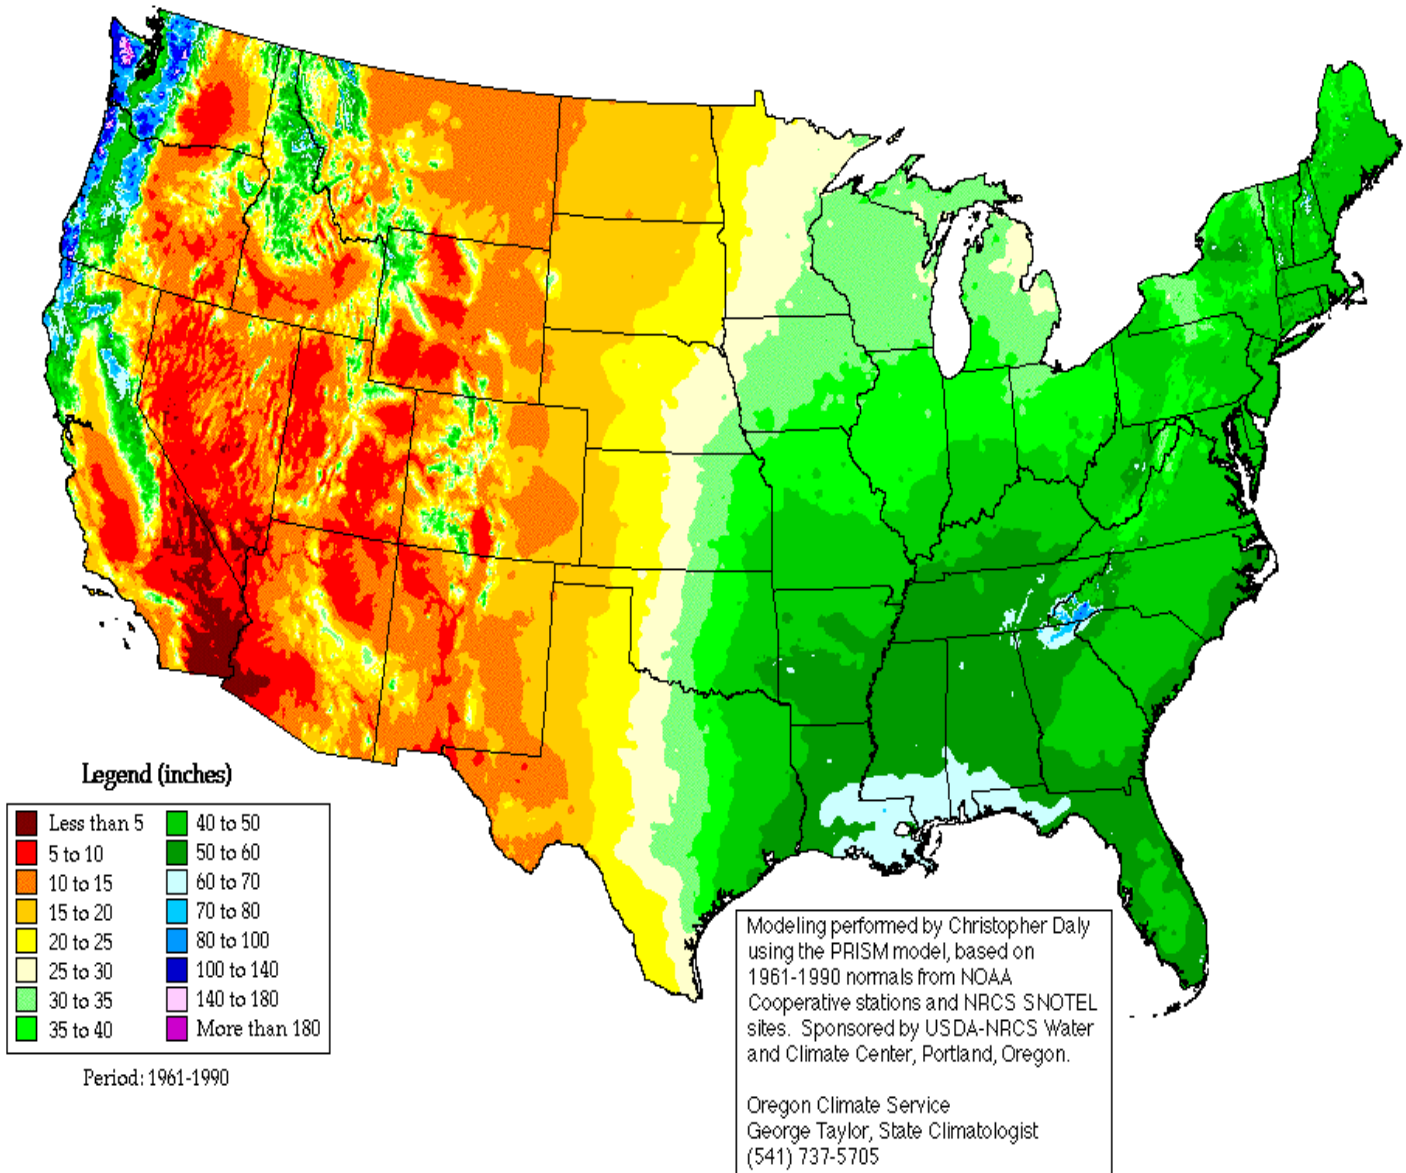 Legend (inches)
Less than 5
5 to 10
10 to 15
15 to 20
20 to 25
25 to 30
30 to 35
35 to 40
40 to 50
50 to 60
60 to 70
70 to 80
80 to 100
100 to 140
140 to 180
More than 180
Period: 1961-1990
Modeling performed by Christopher Daly
using the PRISM model, based on
1961-1990 normals from NOAA
Cooperative stations and NRCS SNOTEL
sites. Sponsored by USDA-NRCS Water
and Climate Center, Portland, Oregon.
Oregon Climate Service
George Taylor, State Climatologist
(541) 737-5705